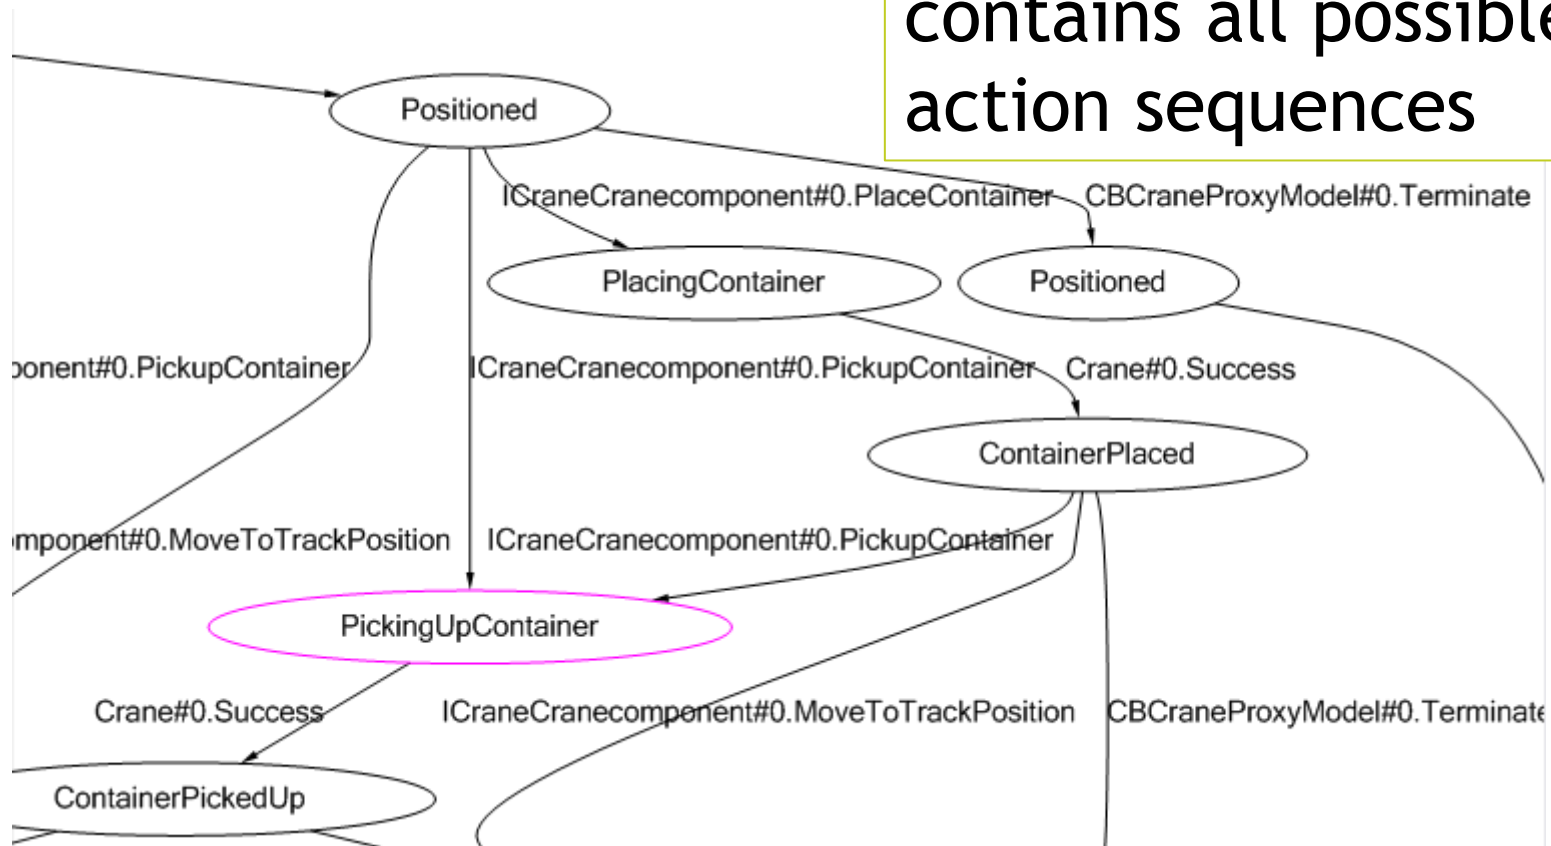 contains all possible
action sequences
Positioned
ICraneCranecomponent#0.PlaceContainer
CBCraneProxyModel#0.Terminate
PlacingContainer
Positioned
ponent#0.PickupContainer
ICraneCranecomponent#0.PickupContainer
Crane#0.Success
ContainerPlaced
mponent#0.MoveToTrackPosition
ICraneCranecomponent#0.PickupContainer
PickingUpContainer
Crane#0.Success
ICraneCranecomponent#0.MoveToTrackPosition
CBCraneProxyModel#0.Terminate
ContainerPickedUp